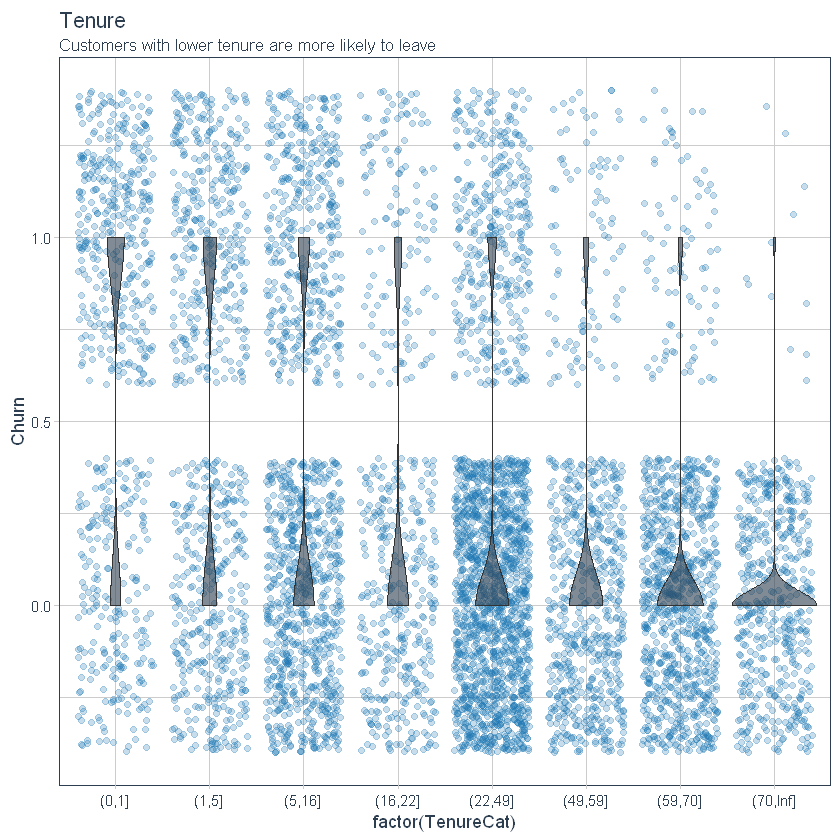 Tenure
Customers with lower tenure are more likely to leave
Churn
1.0
0.5
0.0
(0,1]
(1,5]
(5,16]
(16,22]
(22,49]
(49,59]
(59,70]
(70,Inf]
factor(TenureCat)